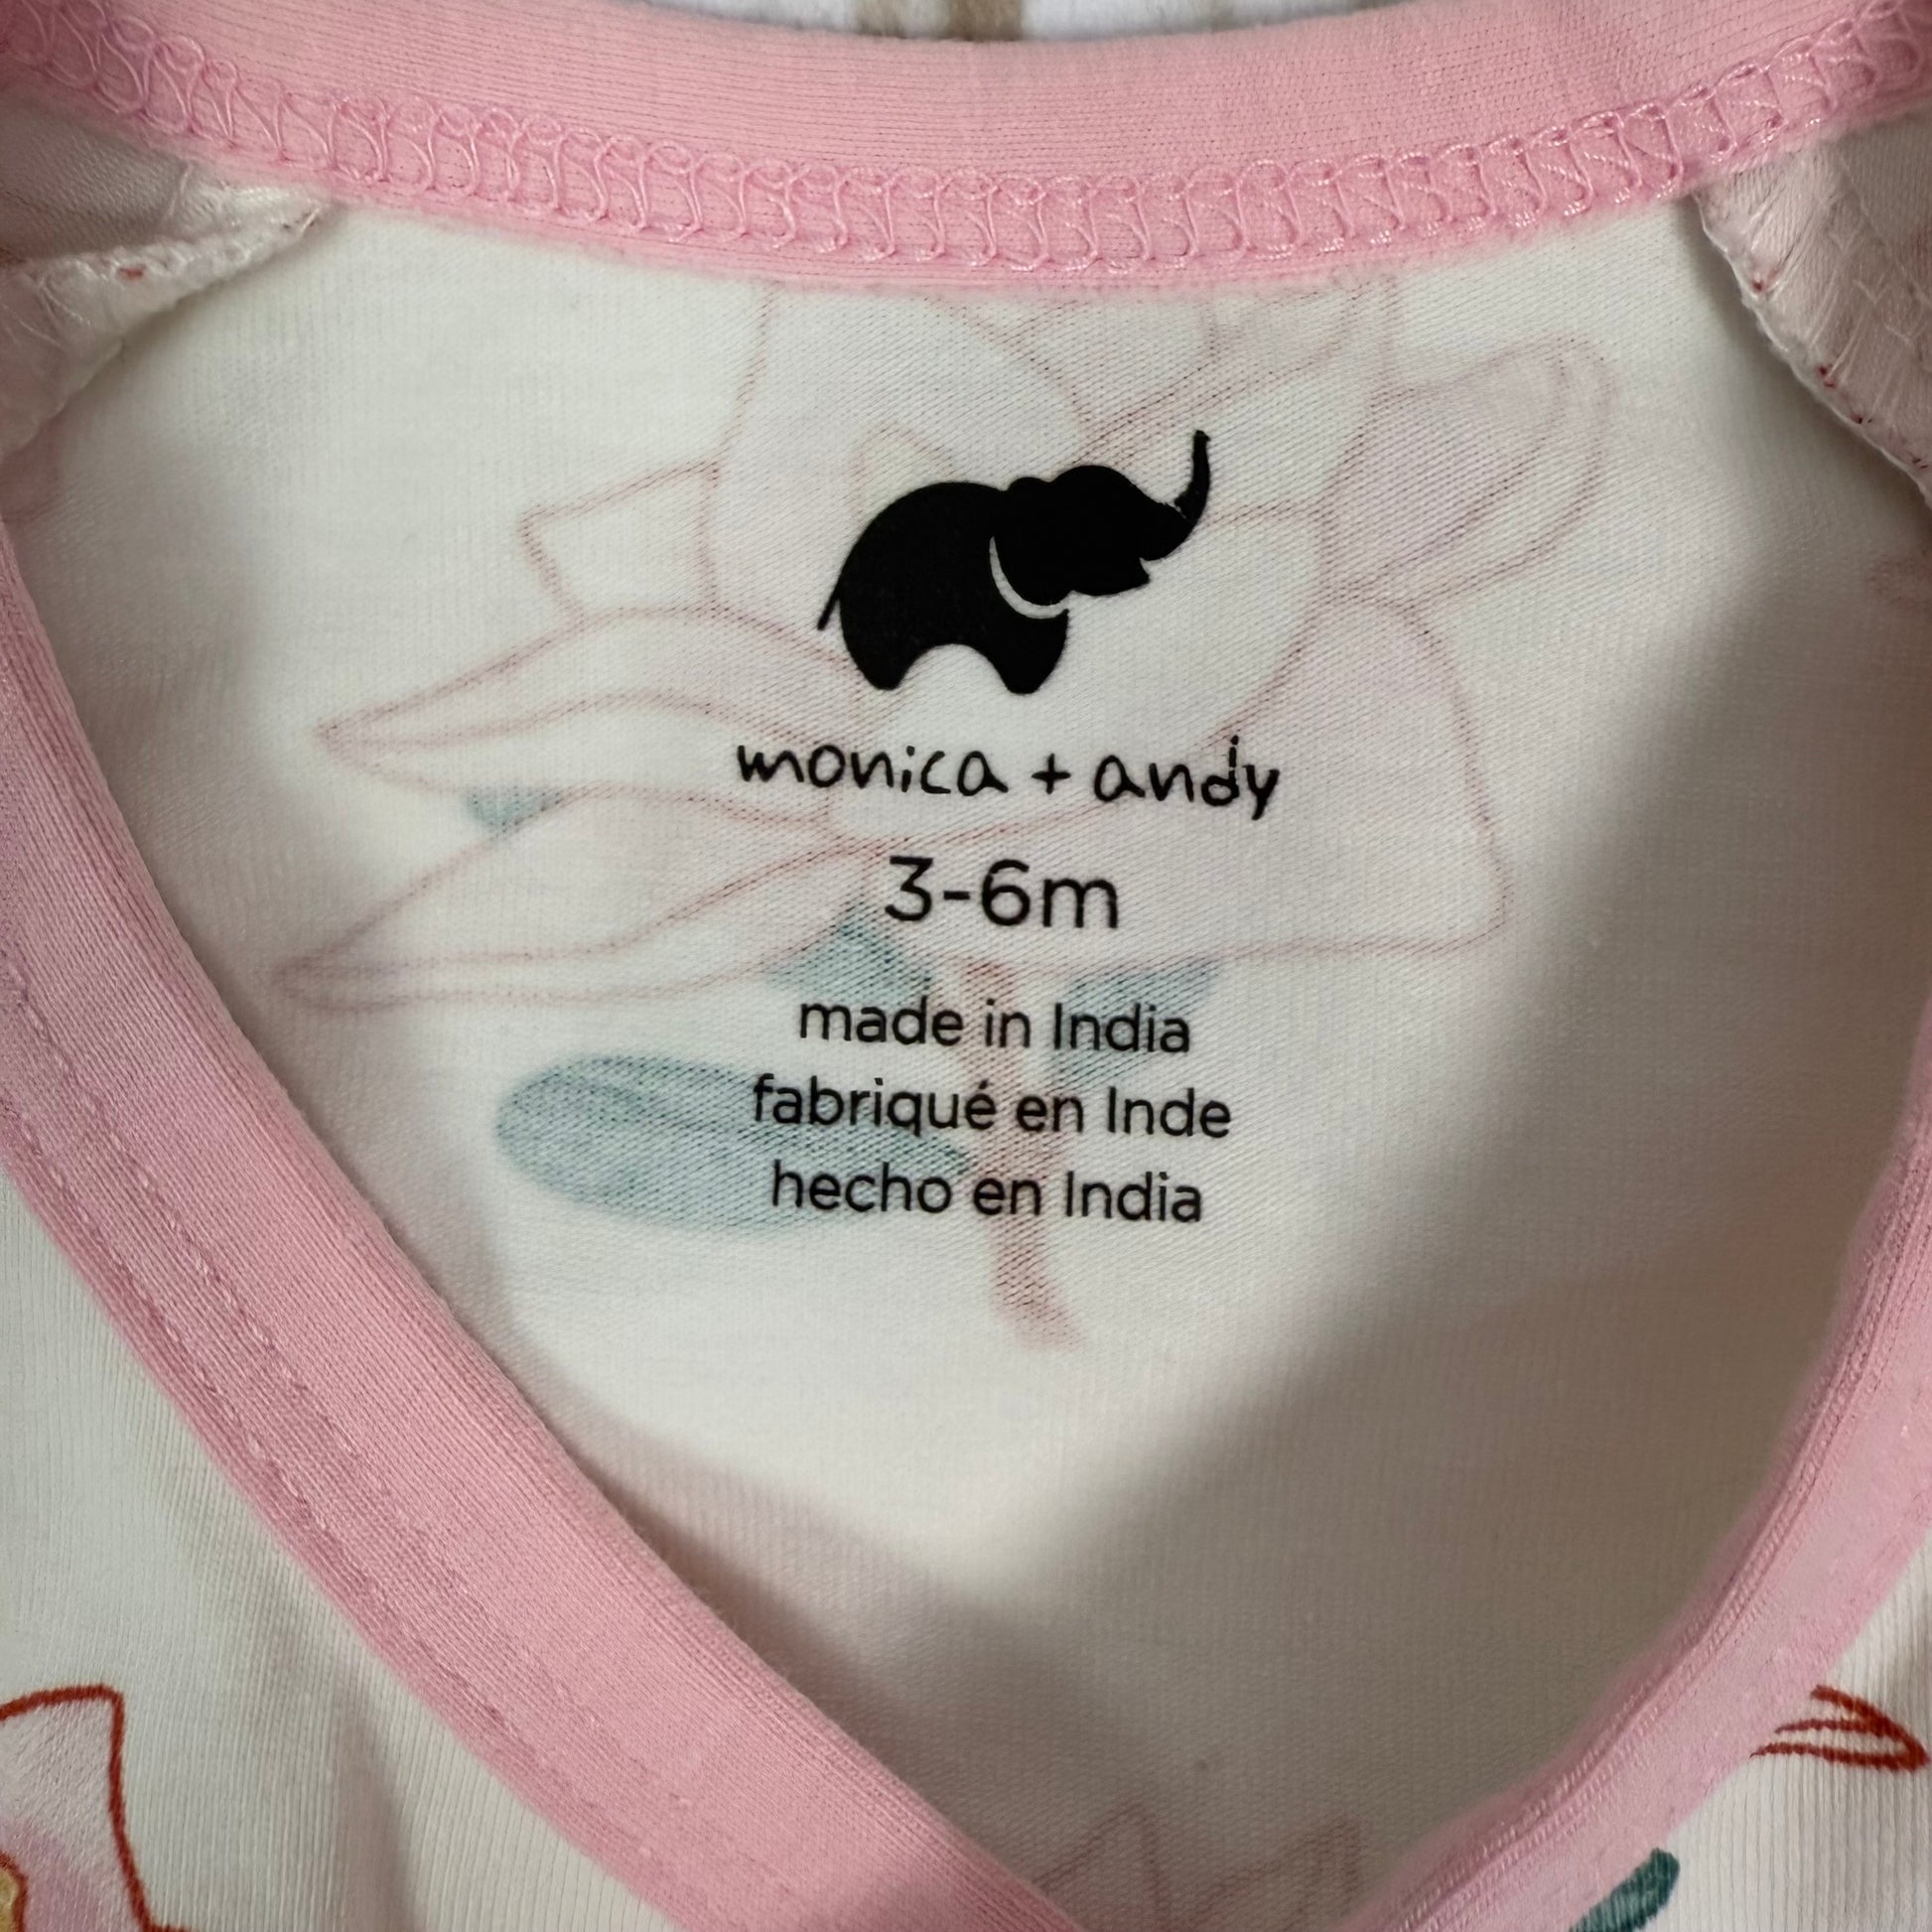 monica + andy
3-6m
made in India
fabriqué en Inde
hecho en India